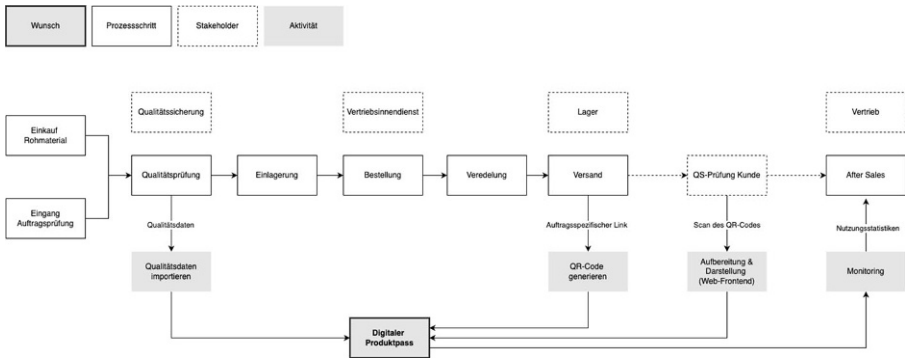 Wunsch
Prozessschritt
Stakeholder
Aktivität
Qualitätssicherung
Vertriebsinnendienst
Lager
Vertrieb
Einkauf
Rohmaterial
Eingang
Auftragsprüfung
Qualitätsprüfung
Einlagerung
Bestellung
Veredelung
Versand
QS-Prüfung Kunde
After Sales
Qualitätsdaten
Auftragsspezifischer Link
Scan des QR-Codes
Nutzungsstatistiken
Qualitätsdaten
importieren
QR-Code
generieren
Aufbereitung &
Darstellung
(Web-Frontend)
Monitoring
Digitaler
Produktpass